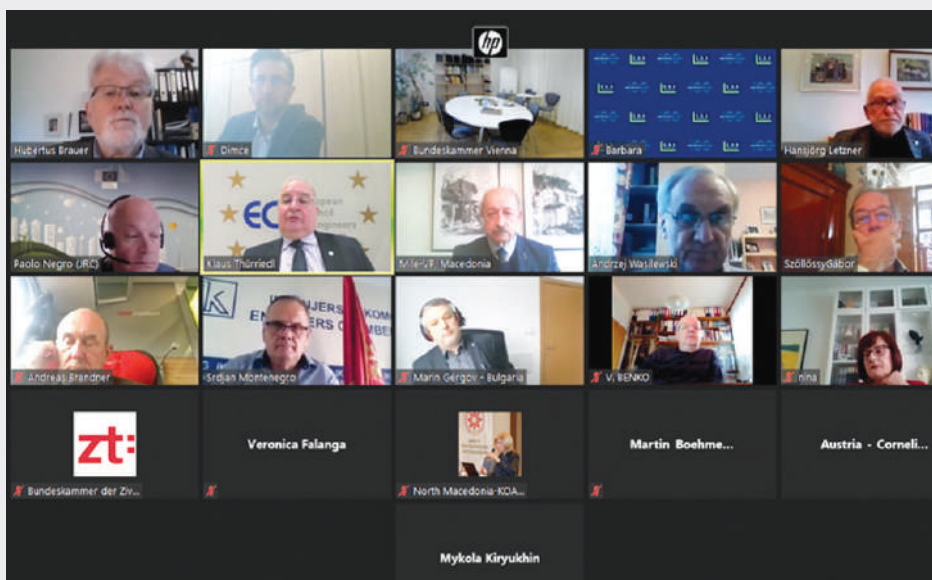 hp
Hubertus Brauer
Dimce
Bundeskammer Vienna
Barbara
Hansjörg Letzner
Paolo Negro (JRC)
Klaus Thürriedl
Mile-VP, Macedonia
Andrzej Wasilewski
SzöllössyGábor
Andreas Brandner
Srdjan Montenegro
Marin Gergov - Bulgaria
V. BENKO
nina
zt:
Bundeskammer der Ziv...
Veronica Falanga
North Macedonia-KOA...
Martin Boehme...
Austria - Corneli...
Mykola Kiryukhin